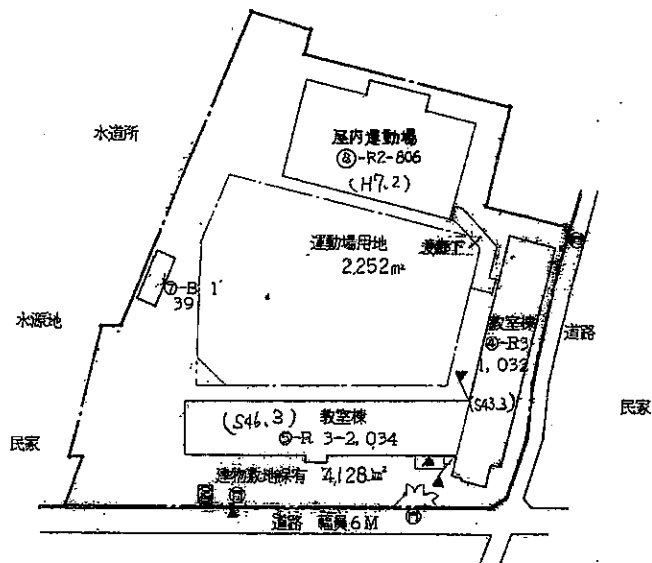 水道所
屋内運動場
⑧-R2-806
(H7.2)
運動場用地
2,252㎡
渡廊下
⑦-B 1
39
水源地
教室棟
④-R3
1,032
(S43.3)
道路
民家
(S46.3) 教室棟
⑤-R 3-2,034
民家
建物敷地保有 4,128㎡
門
門
道路 幅員6M